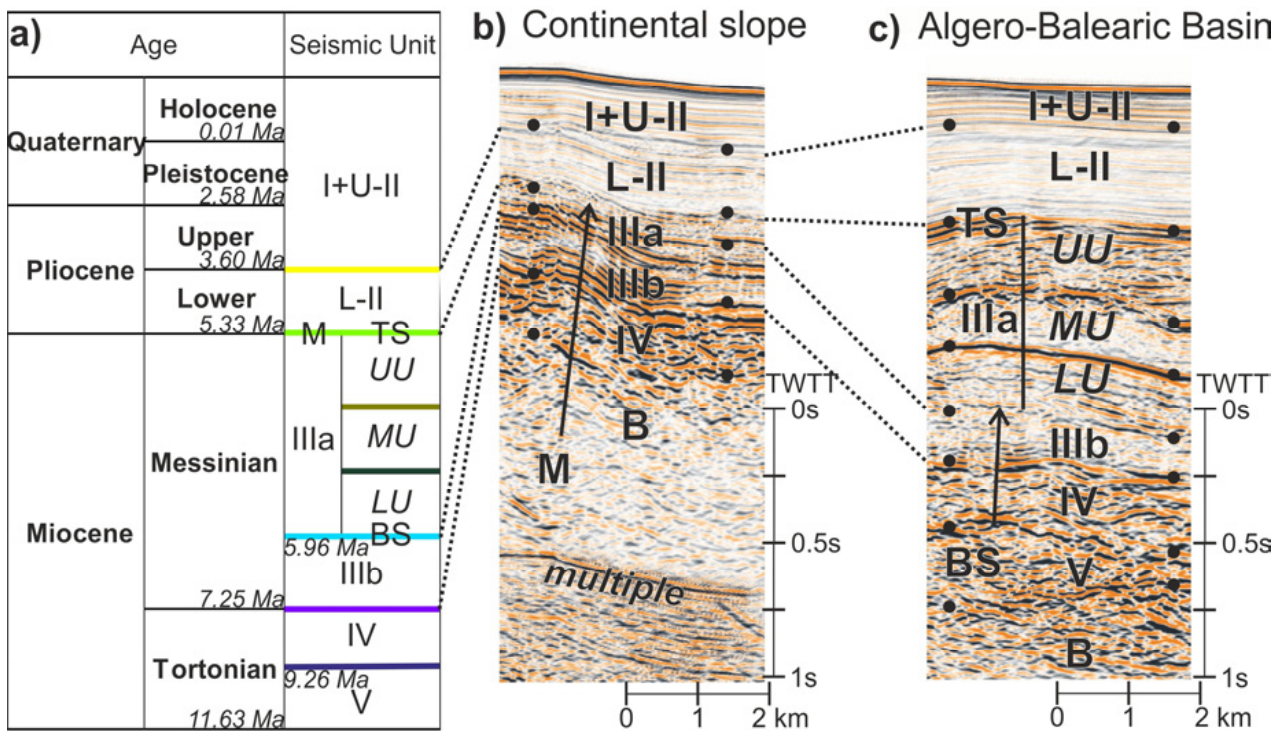 a)
Age
Seismic Unit
Quaternary
Holocene
0.01 Ma
Pleistocene
2.58 Ma
I+U-II
Pliocene
Upper
3.60 Ma
Lower
5.33 Ma
L-II
M TS
Miocene
Messinian
IIIa
UU
MU
LU
BS
5.96 Ma
IIIb
7.25 Ma
Tortonian
IV
9.26 Ma
V
11.63 Ma
b) Continental slope
I+U-II
L-II
IIIa
IIIb
IV
B
M
multiple
TWTT
0s
0.5s
1s
0 1 2 km
c) Algero-Balearic Basin
I+U-II
L-II
TS
UU
IIIa
MU
LU
IIIb
IV
BS
V
B
TWTT
0s
0.5s
1s
0 1 2 km